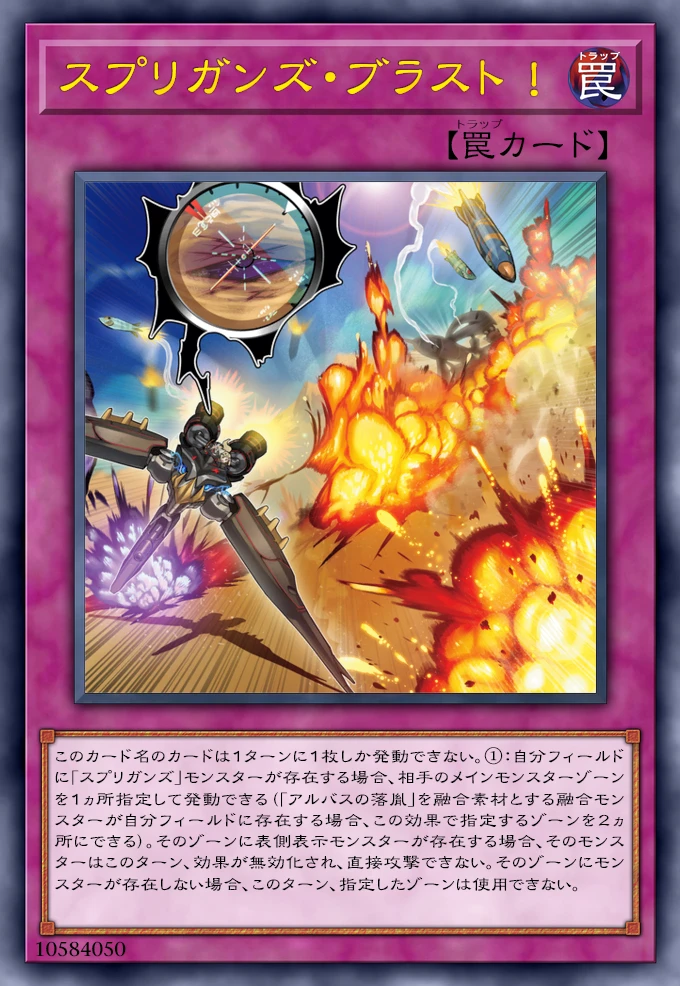 スプリガンズ・ブラスト！
トラップ
罠
トラップ
【罠カード】
このカード名のカードは1ターンに1枚しか発動できない。①：自分フィールド
に「スプリガンズ」モンスターが存在する場合、相手のメインモンスターゾーン
を1ヵ所指定して発動できる（「アルバスの落胤」を融合素材とする融合モン
スターが自分フィールドに存在する場合、この効果で指定するゾーンを2ヵ
所にできる）。そのゾーンに表側表示モンスターが存在する場合、そのモンス
ターはこのターン、効果が無効化され、直接攻撃できない。そのゾーンにモン
スターが存在しない場合、このターン、指定したゾーンは使用できない。
10584050